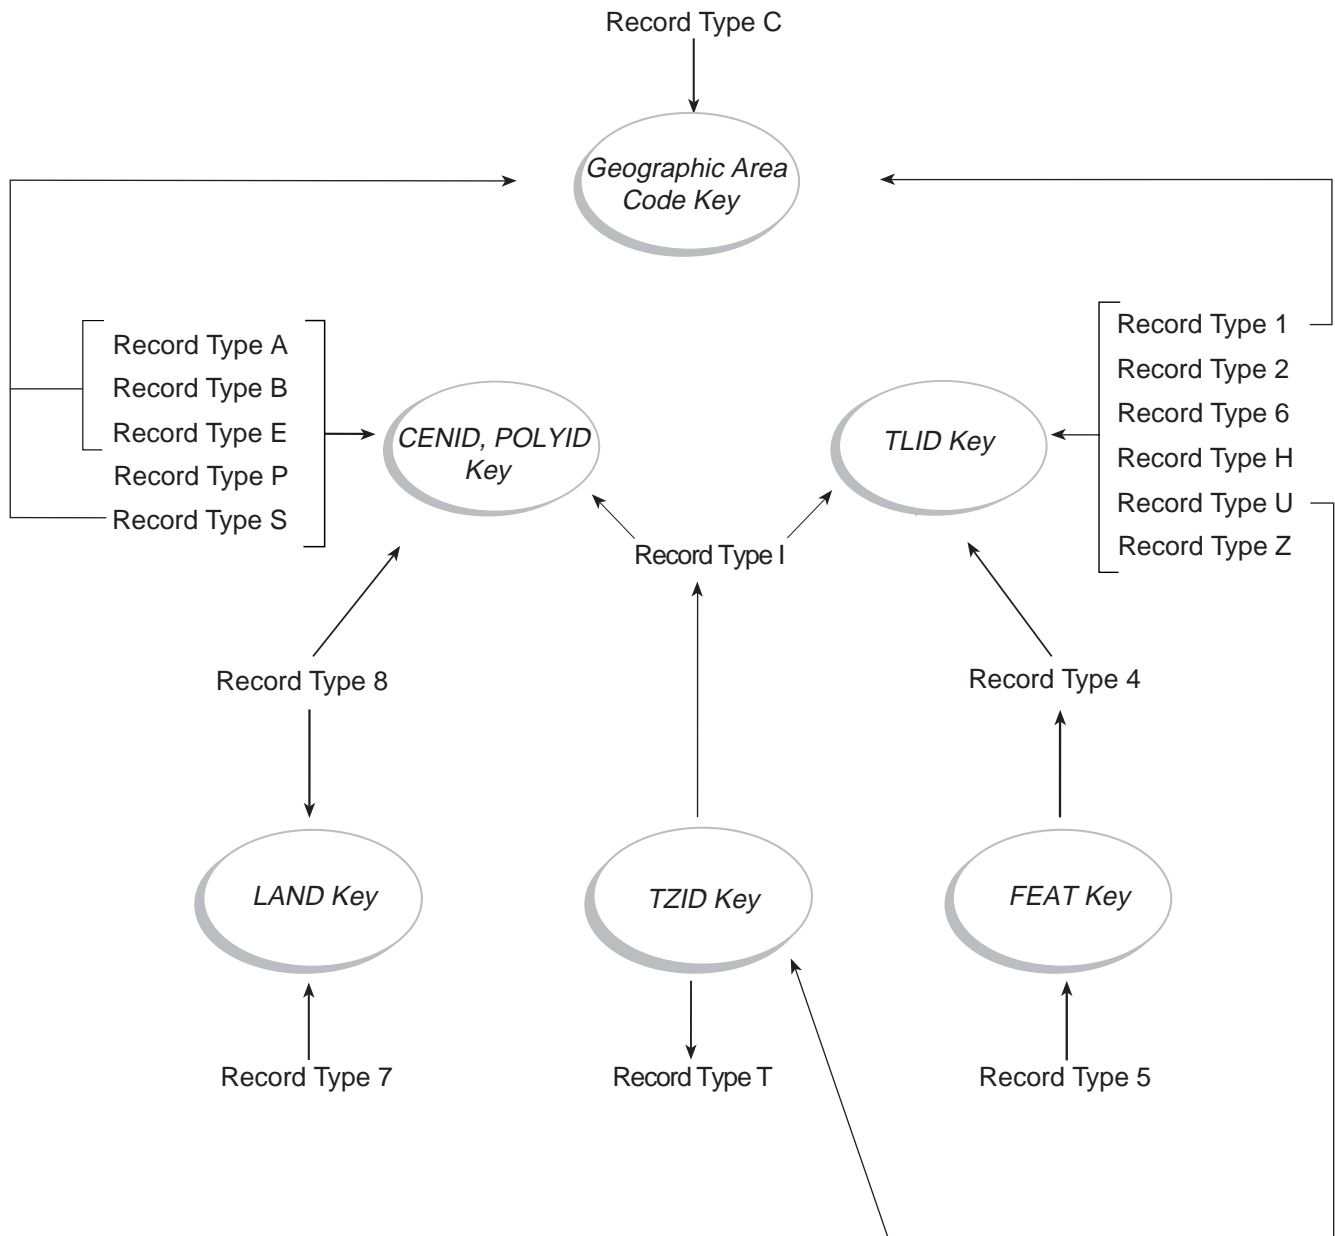 Record Type C
Geographic Area
Code Key
Record Type A
Record Type B
Record Type E
Record Type P
Record Type S
CENID, POLYID
Key
TLID Key
Record Type 1
Record Type 2
Record Type 6
Record Type H
Record Type U
Record Type Z
Record Type I
Record Type 8
Record Type 4
LAND Key
TZID Key
FEAT Key
Record Type 7
Record Type T
Record Type 5